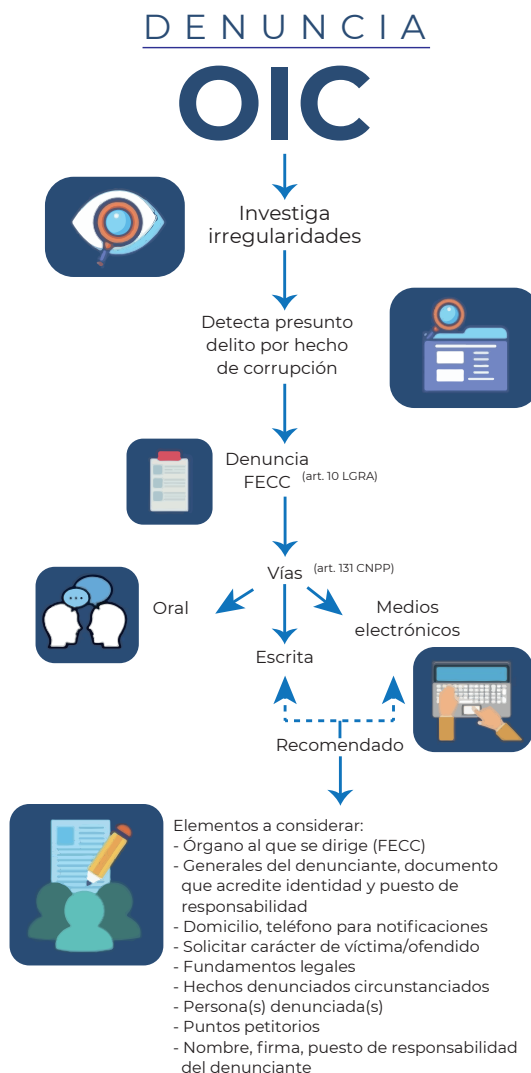 DENUNCIA
OIC
Investiga
irregularidades
Detecta presunto
delito por hecho
de corrupción
Denuncia
FECC (art. 10 LGRA)
Vías (art. 131 CNPP)
Oral
Medios
electrónicos
Escrita
Recomendado
Elementos a considerar:
- Órgano al que se dirige (FECC)
- Generales del denunciante, documento
que acredite identidad y puesto de
responsabilidad
- Domicilio, teléfono para notificaciones
- Solicitar carácter de víctima/ofendido
- Fundamentos legales
- Hechos denunciados circunstanciados
- Persona(s) denunciada(s)
- Puntos petitorios
- Nombre, firma, puesto de responsabilidad
del denunciante